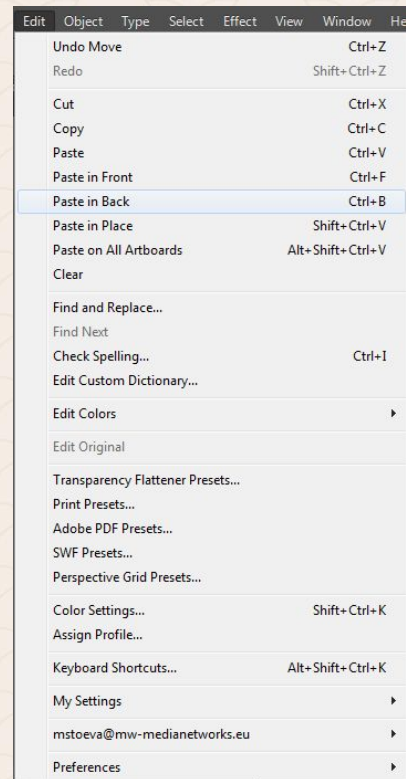 Edit Object Type Select Effect View Window He
Undo Move Ctrl+Z
Redo Shift+Ctrl+Z
Cut Ctrl+X
Copy Ctrl+C
Paste Ctrl+V
Paste in Front Ctrl+F
Paste in Back Ctrl+B
Paste in Place Shift+Ctrl+V
Paste on All Artboards Alt+Shift+Ctrl+V
Clear
Find and Replace...
Find Next
Check Spelling... Ctrl+I
Edit Custom Dictionary...
Edit Colors
Edit Original
Transparency Flattener Presets...
Print Presets...
Adobe PDF Presets...
SWF Presets...
Perspective Grid Presets...
Color Settings... Shift+Ctrl+K
Assign Profile...
Keyboard Shortcuts... Alt+Shift+Ctrl+K
My Settings
mstoeva@mw-medianetworks.eu
Preferences